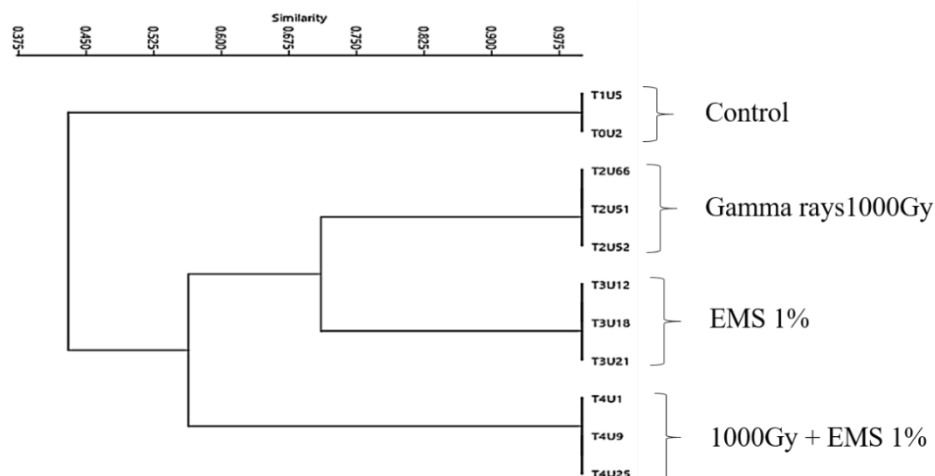 Similarity
0.375 0.450 0.525 0.600 0.675 0.750 0.825 0.900 0.975
T1U5
T0U2
Control
T2U66
T2U51
T2U52
Gamma rays1000Gy
T3U12
T3U18
T3U21
EMS 1%
T4U1
T4U9
T4U25
1000Gy + EMS 1%